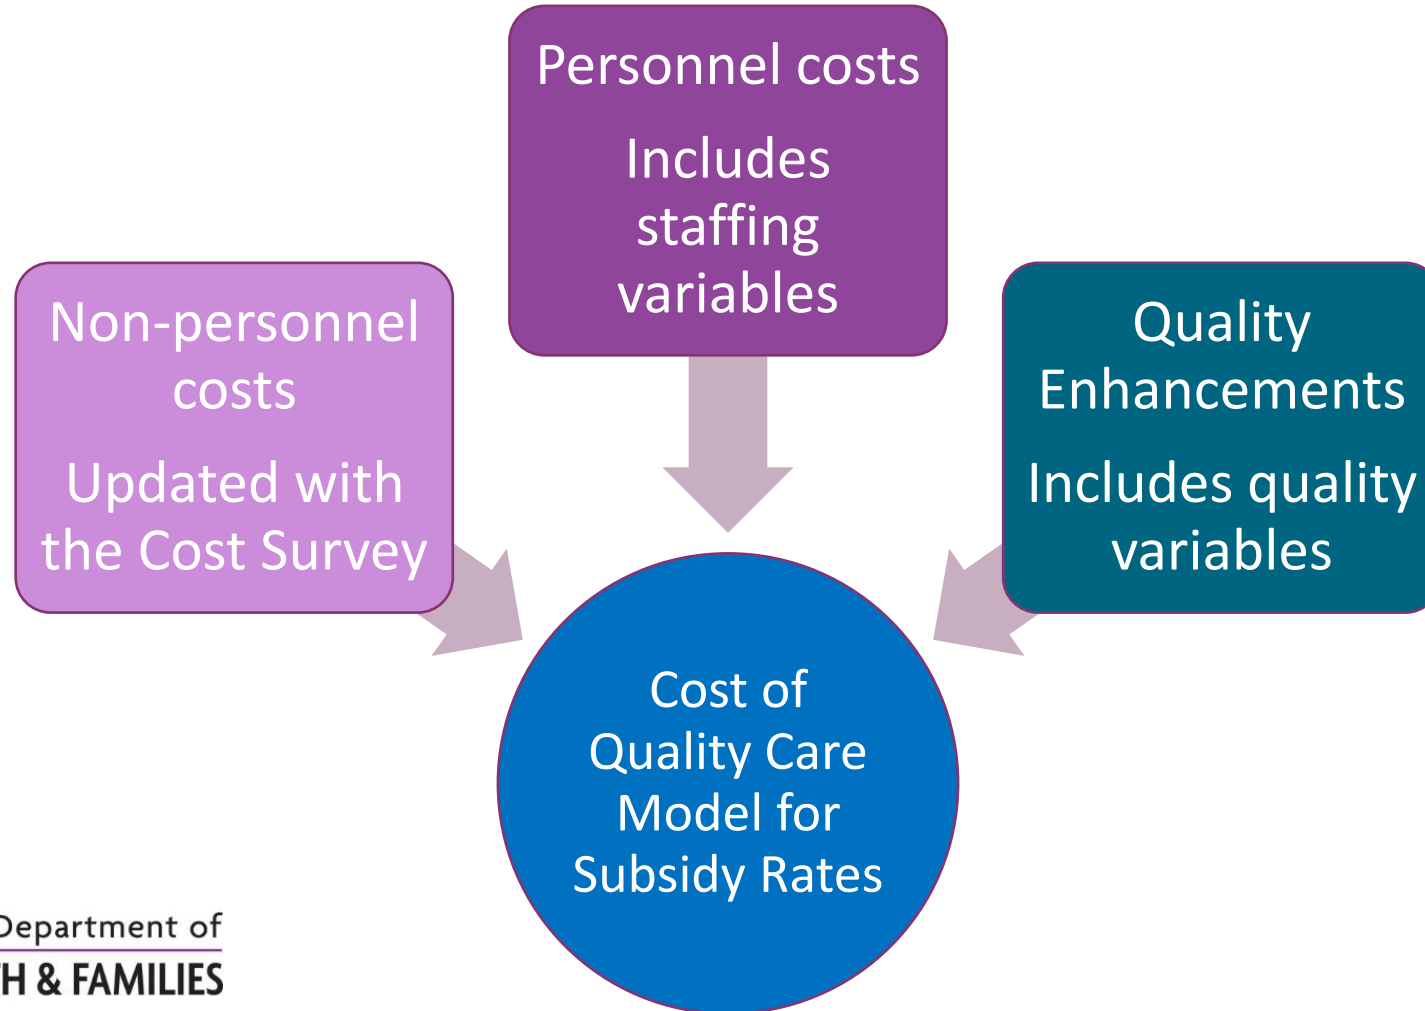 Personnel costs
Includes
staffing
variables
Non-personnel
costs
Updated with
the Cost Survey
Quality
Enhancements
Includes quality
variables
Cost of
Quality Care
Model for
Subsidy Rates
Department of
TH & FAMILIES